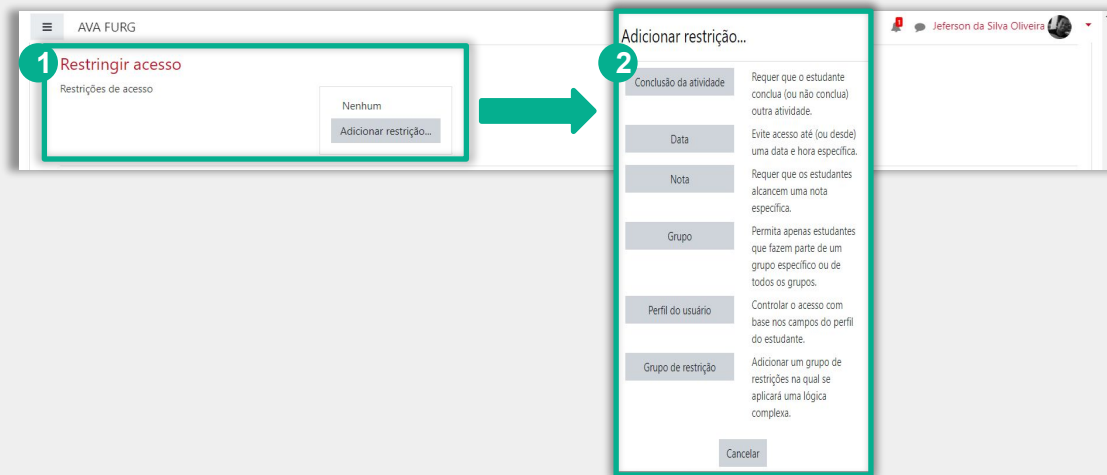 AVA FURG
1
Jeferson da Silva Oliveira
1
Restringir acesso
Restrições de acesso
Nenhum
Adicionar restrição...
2
Adicionar restrição...
Conclusão da atividade
Requer que o estudante
conclua (ou não conclua)
outra atividade.
Data
Evite acesso até (ou desde)
uma data e hora específica.
Nota
Requer que os estudantes
alcancem uma nota
específica.
Grupo
Permita apenas estudantes
que fazem parte de um
grupo específico ou de
todos os grupos.
Perfil do usuário
Controlar o acesso com
base nos campos do perfil
do estudante.
Grupo de restrição
Adicionar um grupo de
restrições na qual se
aplicará uma lógica
complexa.
Cancelar